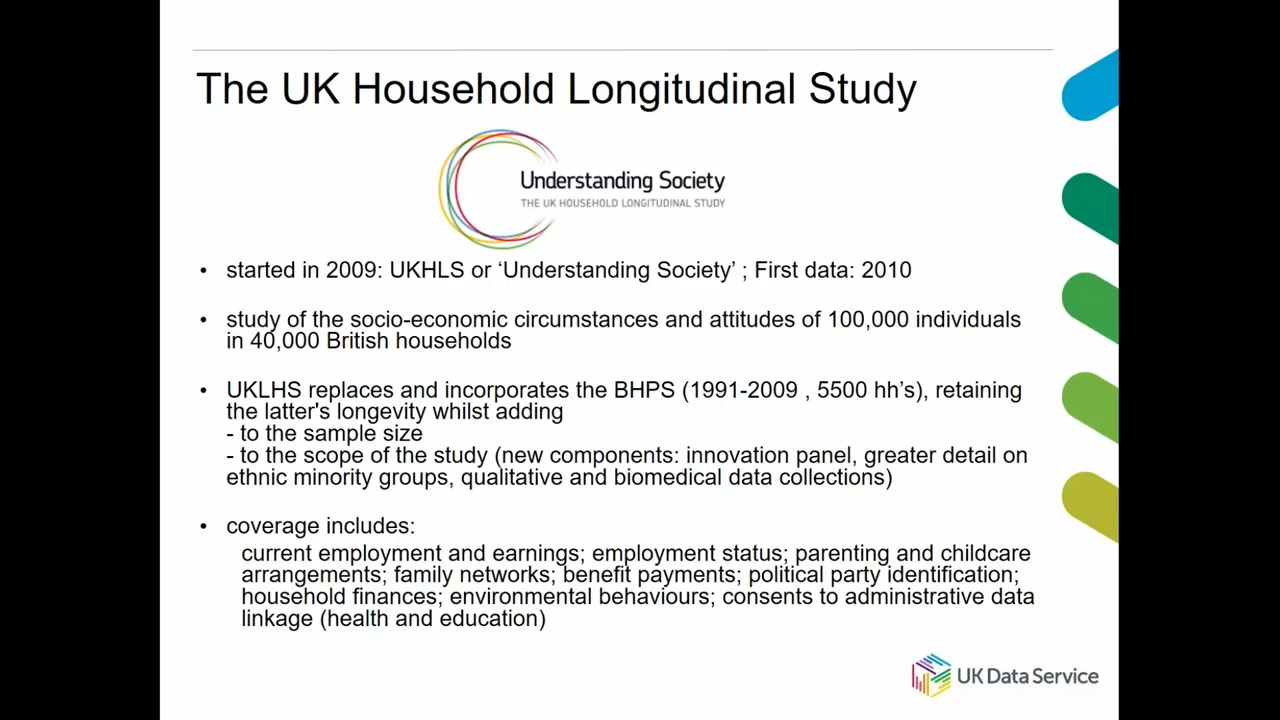 The UK Household Longitudinal Study
Understanding Society
THE UK HOUSEHOLD LONGITUDINAL STUDY
• started in 2009: UKHLS or ‘Understanding Society’ ; First data: 2010
• study of the socio-economic circumstances and attitudes of 100,000 individuals
in 40,000 British households
• UKLHS replaces and incorporates the BHPS (1991-2009 , 5500 hh’s), retaining
the latter's longevity whilst adding
- to the sample size
- to the scope of the study (new components: innovation panel, greater detail on
ethnic minority groups, qualitative and biomedical data collections)
• coverage includes:
current employment and earnings; employment status; parenting and childcare
arrangements; family networks; benefit payments; political party identification;
household finances; environmental behaviours; consents to administrative data
linkage (health and education)
UK Data Service